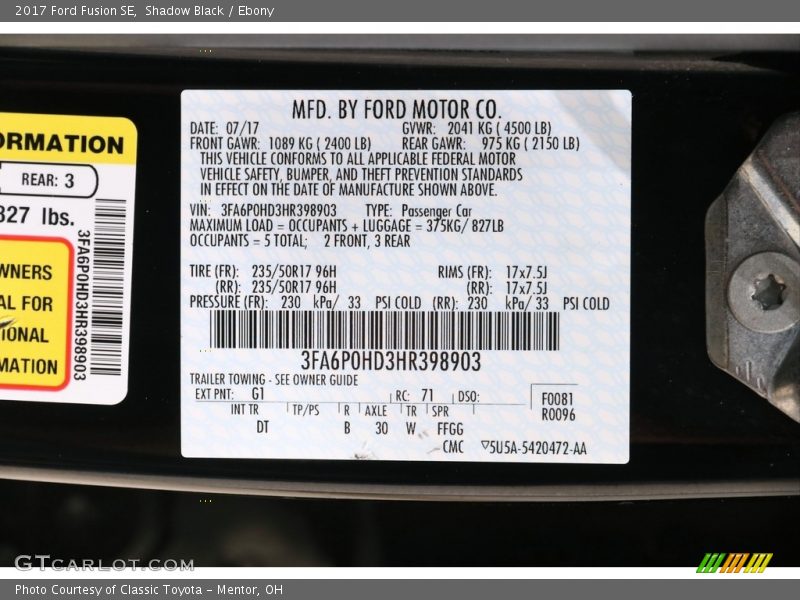 2017 Ford Fusion SE, Shadow Black / Ebony
ORMATION
REAR: 3
827 lbs.
WNERS
AL FOR
IONAL
MATION
3FA6P0HD3HR398903
MFD. BY FORD MOTOR CO.
DATE: 07/17 GVWR: 2041 KG ( 4500 LB)
FRONT GAWR: 1089 KG ( 2400 LB) REAR GAWR: 975 KG ( 2150 LB)
THIS VEHICLE CONFORMS TO ALL APPLICABLE FEDERAL MOTOR
VEHICLE SAFETY, BUMPER, AND THEFT PREVENTION STANDARDS
IN EFFECT ON THE DATE OF MANUFACTURE SHOWN ABOVE.
VIN: 3FA6P0HD3HR398903 TYPE: Passenger Car
MAXIMUM LOAD = OCCUPANTS + LUGGAGE = 375KG/ 827LB
OCCUPANTS = 5 TOTAL; 2 FRONT, 3 REAR
TIRE (FR): 235/50R17 96H RIMS (FR): 17x7.5J
(RR): 235/50R17 96H (RR): 17x7.5J
PRESSURE (FR): 230 kPa/ 33 PSI COLD (RR): 230 kPa/ 33 PSI COLD
3FA6P0HD3HR398903
TRAILER TOWING - SEE OWNER GUIDE
EXT PNT: G1 RC: 71 DSO: F0081
R0096
INT TR TP/PS R AXLE TR SPR
DT B 30 W FFGG
CMC ▽5U5A-5420472-AA
GTCarLot.com
Photo Courtesy of Classic Toyota - Mentor, OH